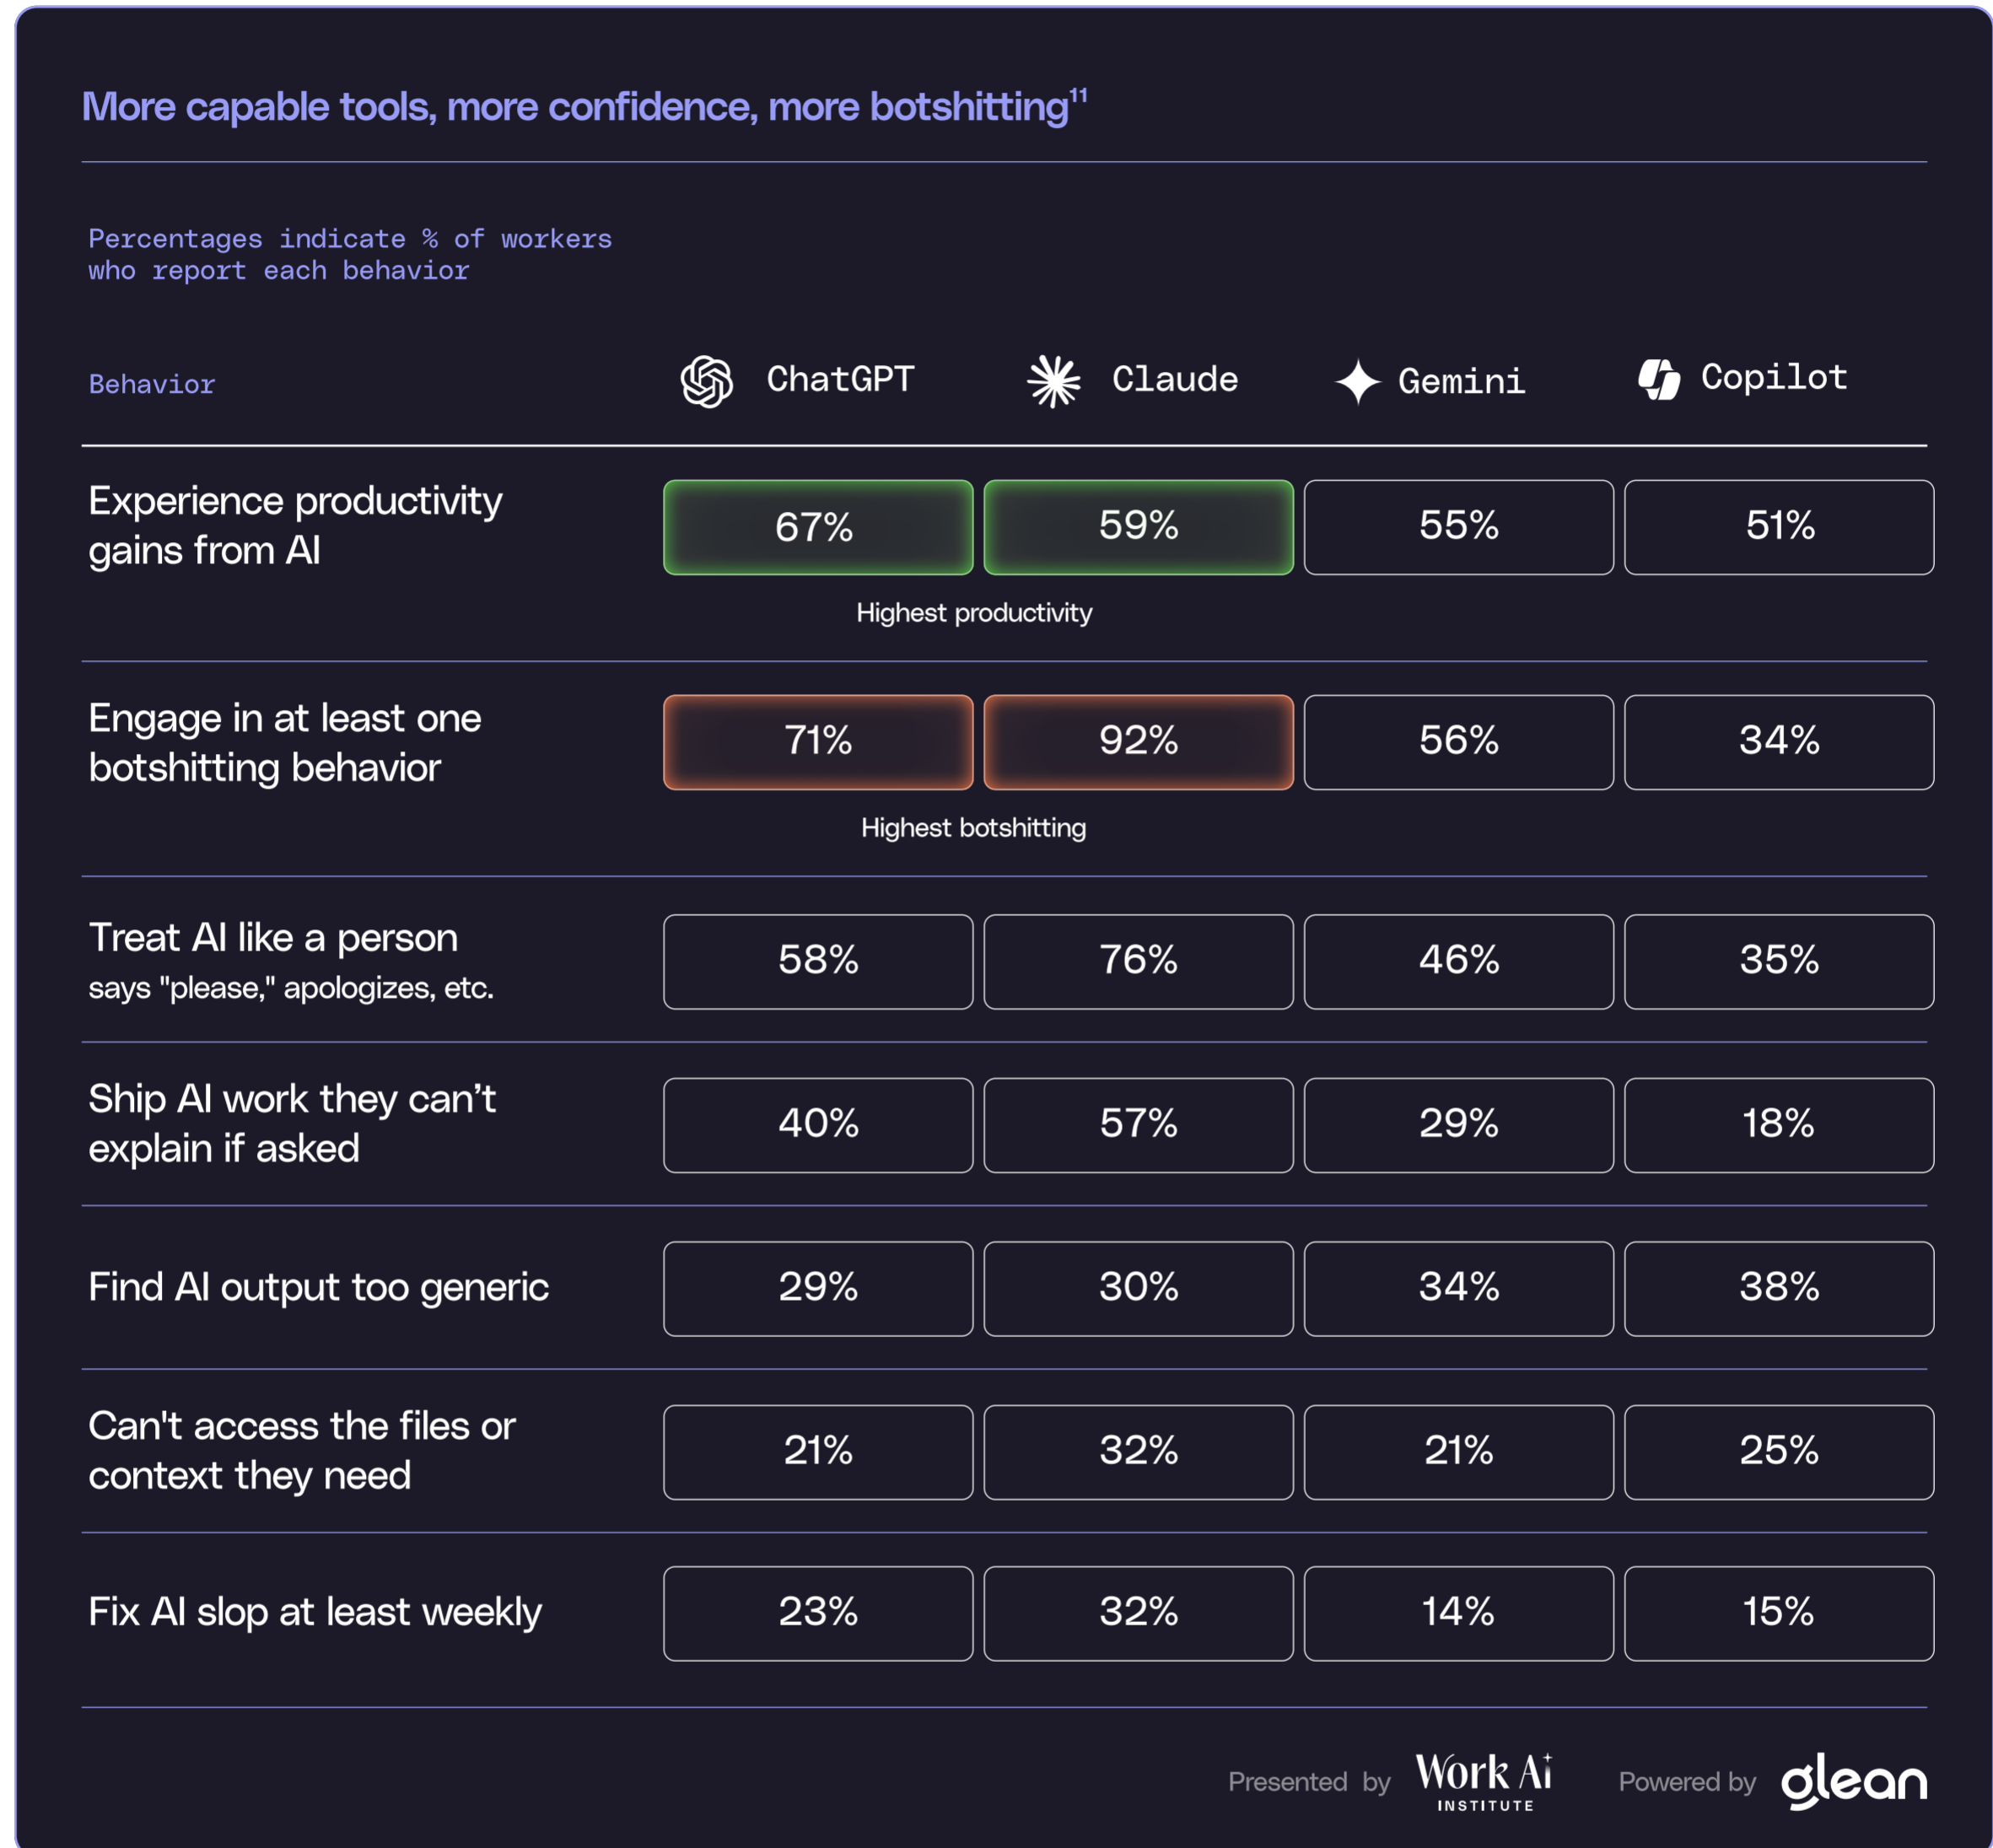 More capable tools, more confidence, more botshitting¹¹
Percentages indicate % of workers
who report each behavior
Behavior ChatGPT Claude Gemini Copilot
Experience productivity
gains from AI
67% 59% 55% 51%
Highest productivity
Engage in at least one
botshitting behavior
71% 92% 56% 34%
Highest botshitting
Treat AI like a person
says "please," apologizes, etc.
58% 76% 46% 35%
Ship AI work they can’t
explain if asked
40% 57% 29% 18%
Find AI output too generic 29% 30% 34% 38%
Can't access the files or
context they need
21% 32% 21% 25%
Fix AI slop at least weekly 23% 32% 14% 15%
Presented by Work Ai INSTITUTE Powered by glean